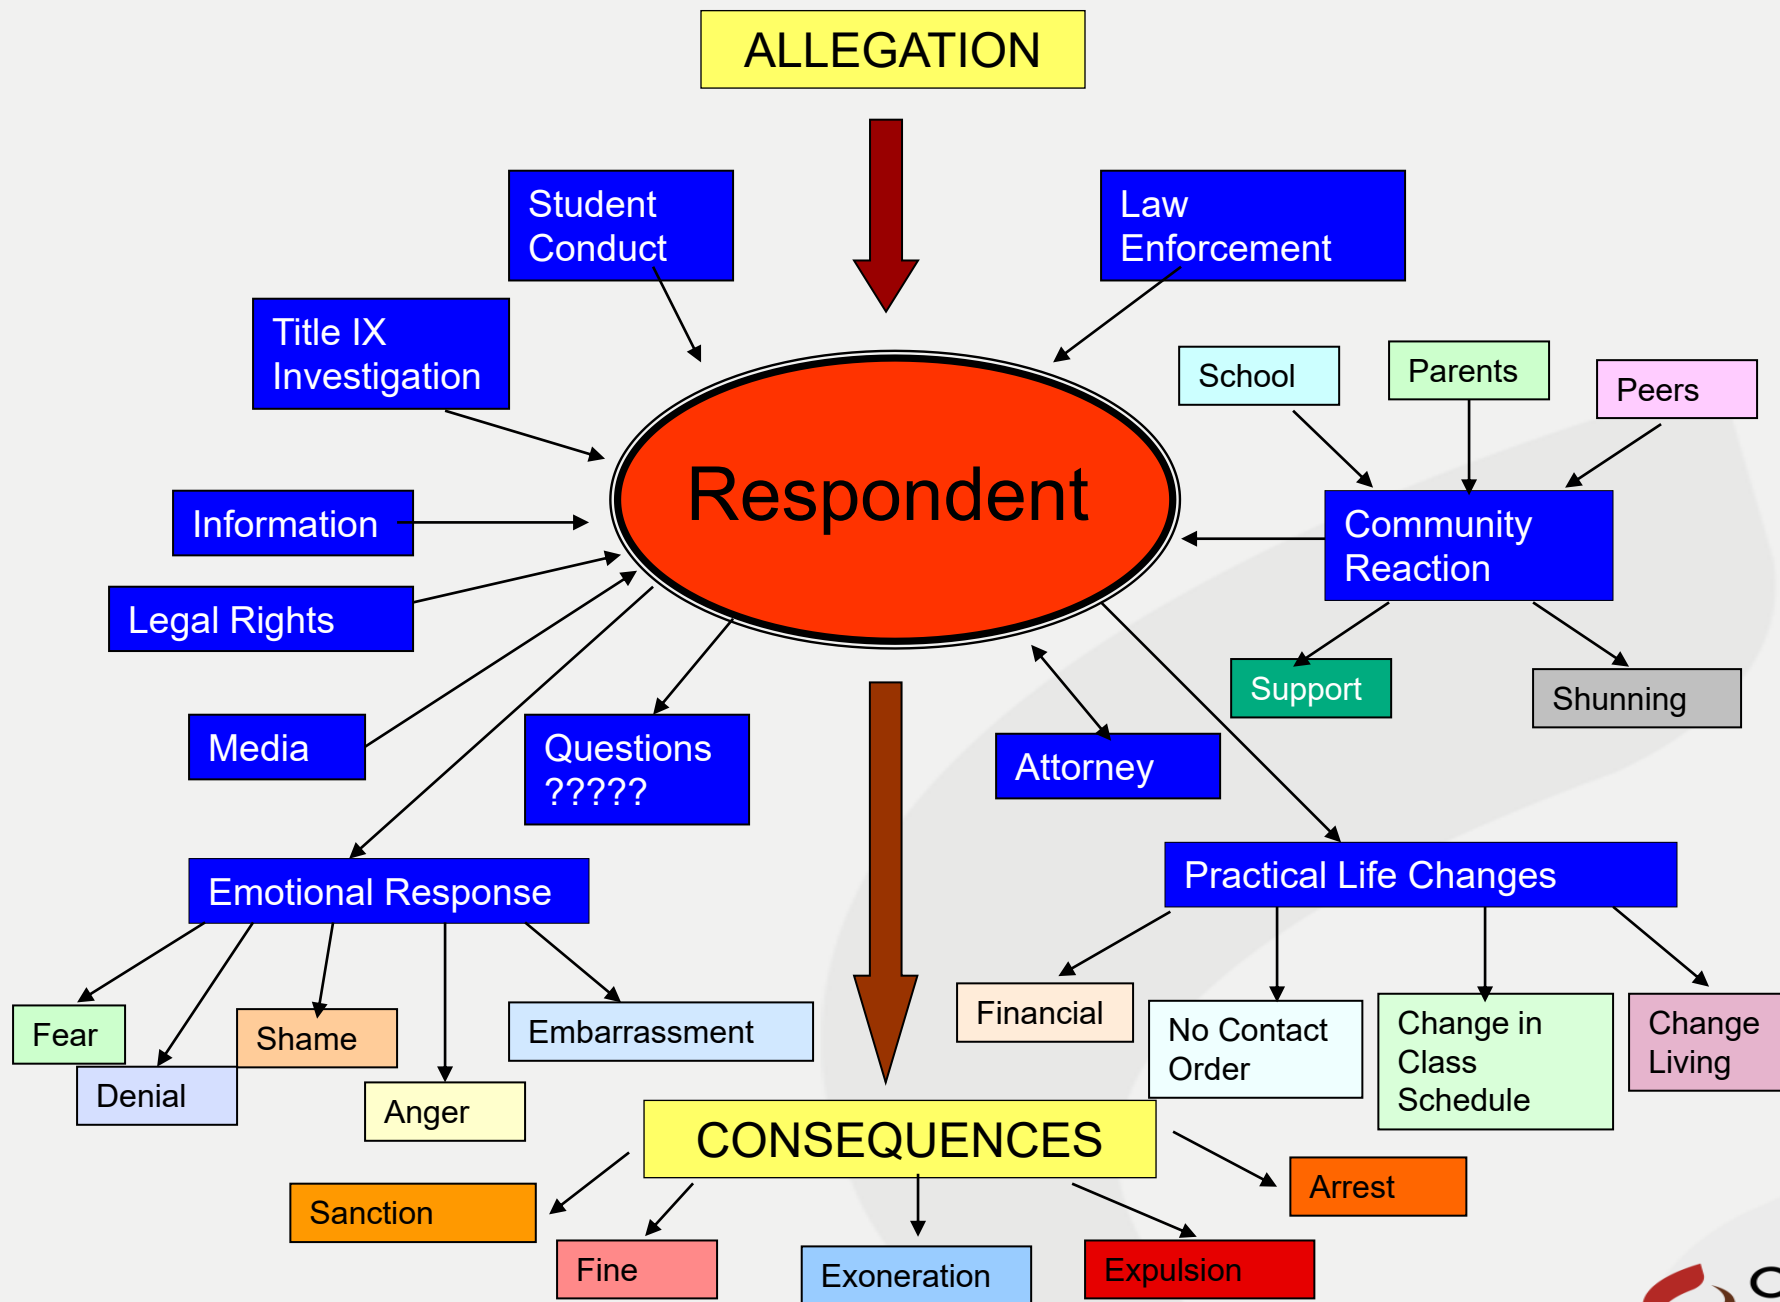 ALLEGATION
Student
Conduct
Law
Enforcement
Title IX
Investigation
School
Parents
Peers
Respondent
Information
Community
Reaction
Legal Rights
Support
Shunning
Media
Questions
?????
Attorney
Emotional Response
Practical Life Changes
Fear
Shame
Embarrassment
Denial
Anger
Financial
No Contact
Order
Change in
Class
Schedule
Change
Living
CONSEQUENCES
Sanction
Arrest
Fine
Exoneration
Expulsion